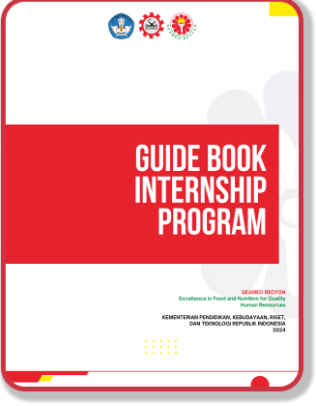 GUIDE BOOK
INTERNSHIP
PROGRAM
SEAMEO RECFON
Excellence in Food and Nutrition for Quality
Human Resources
KEMENTERIAN PENDIDIKAN, KEBUDAYAAN, RISET,
DAN TEKNOLOGI REPUBLIK INDONESIA
2024